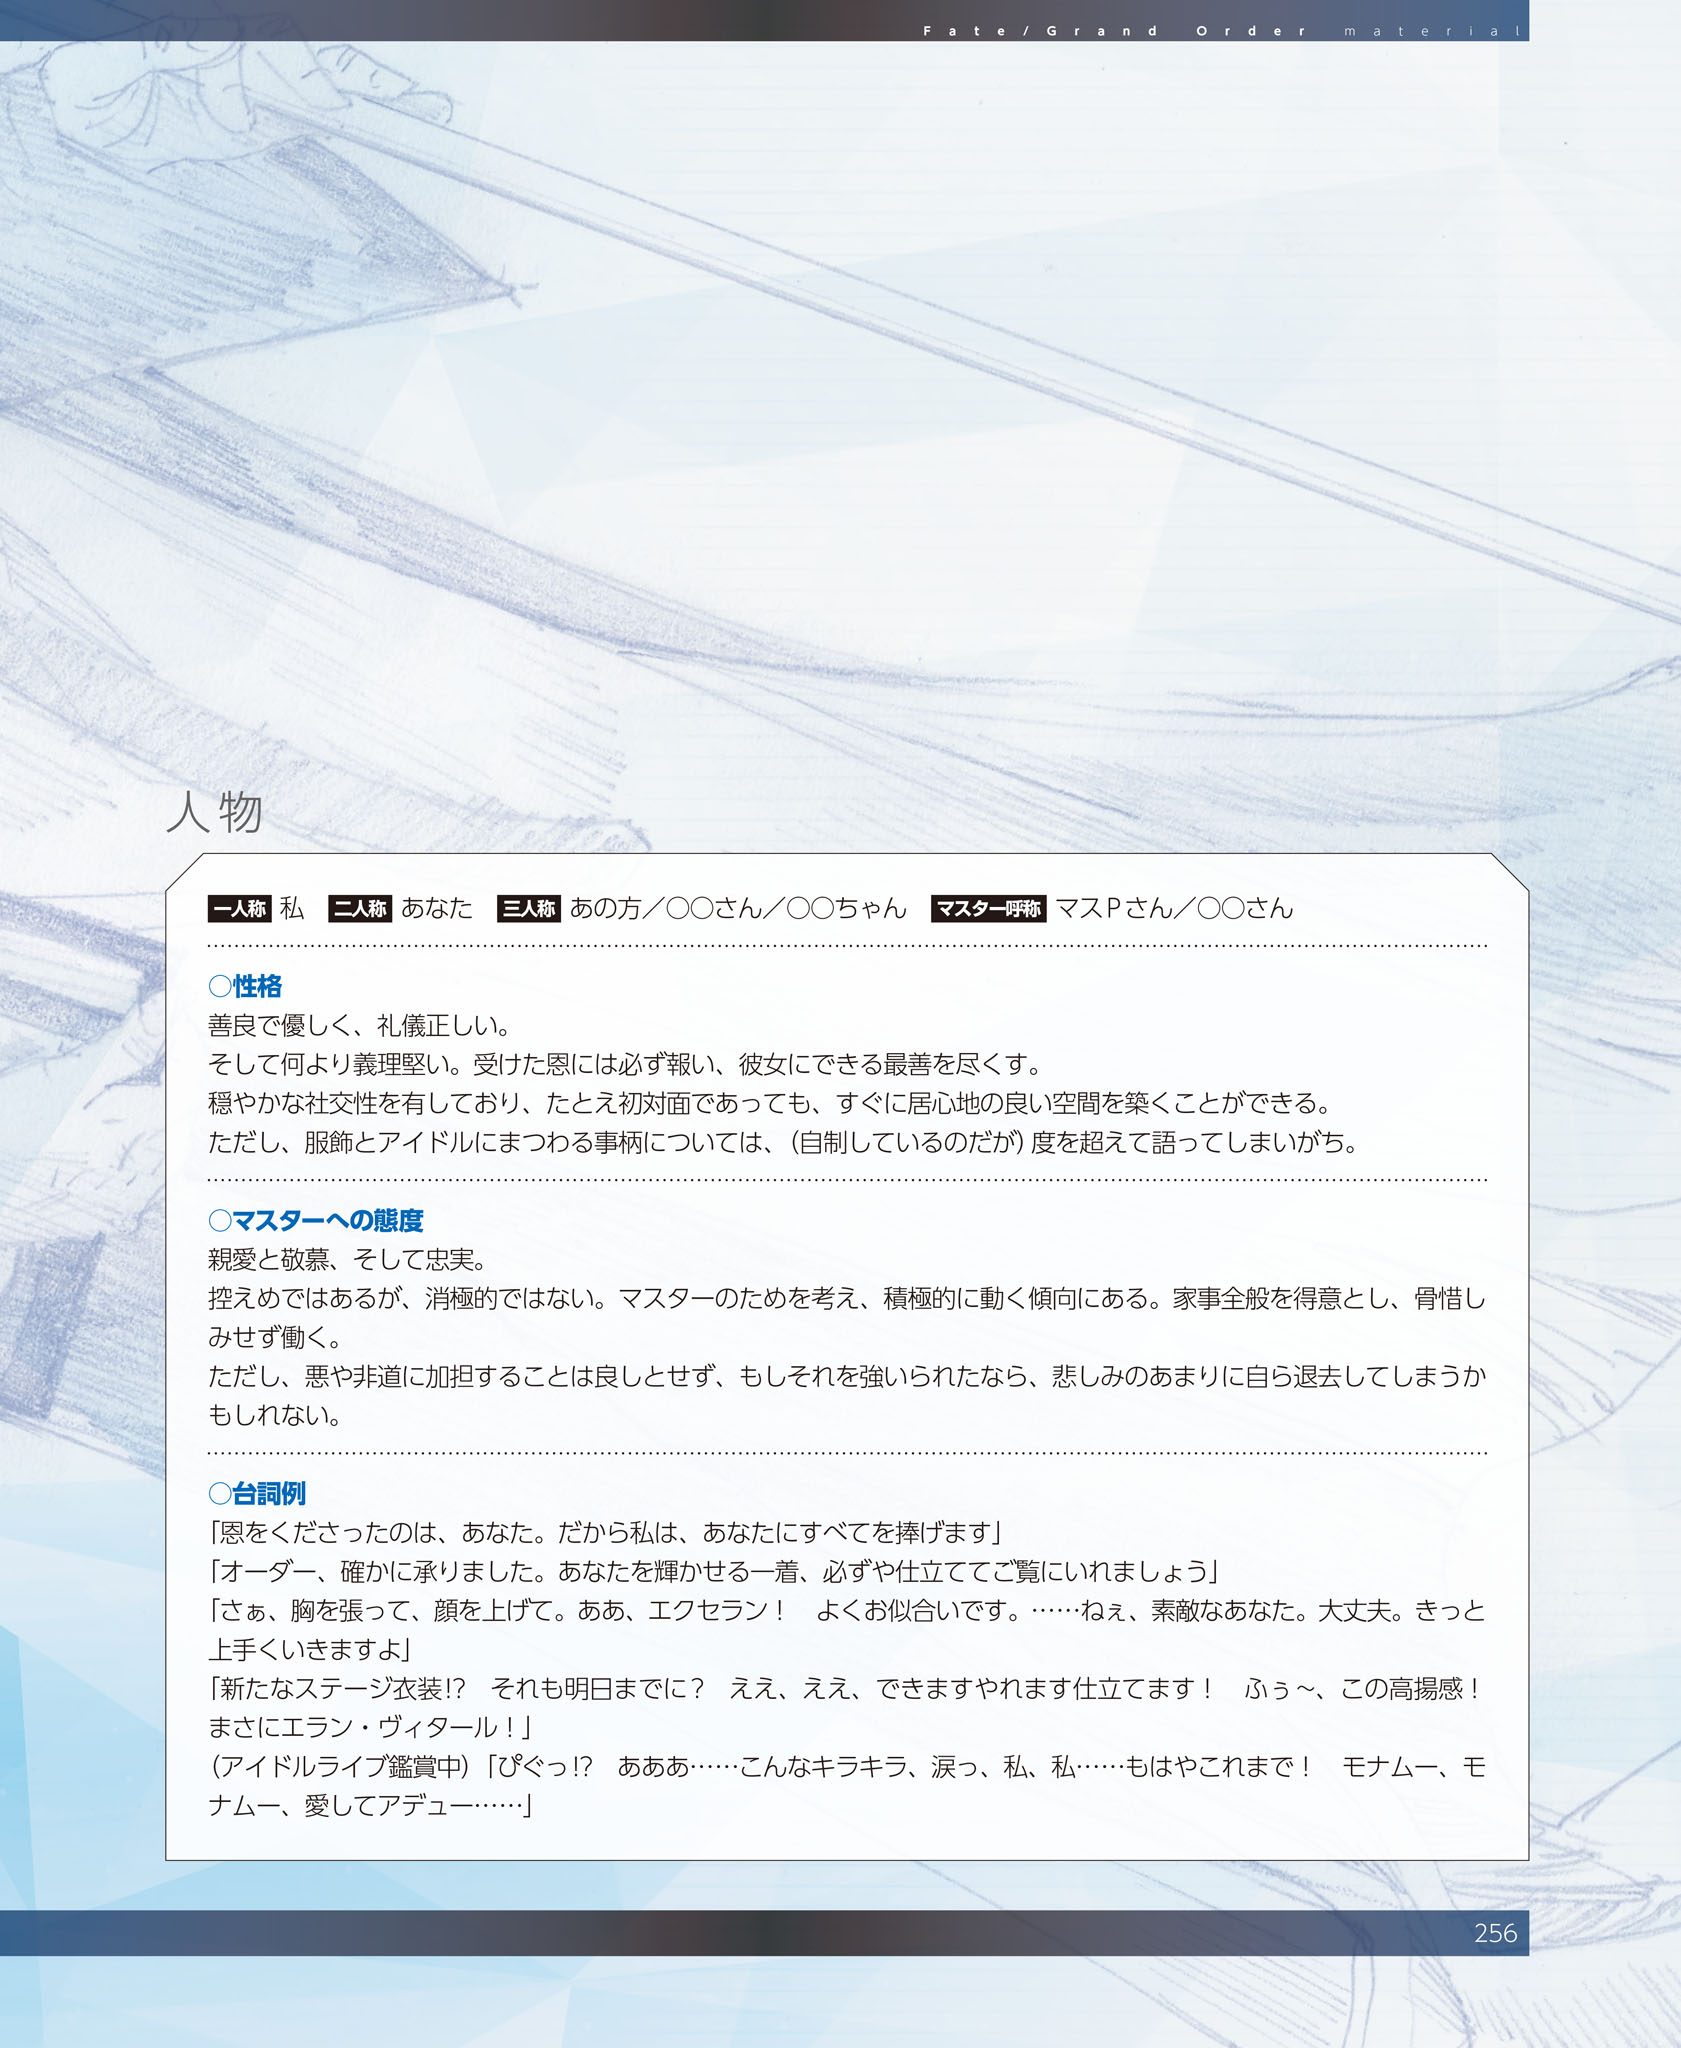 Fate/Grand Order material
人物
一人称 私 二人称 あなた 三人称 あの方／○○さん／○○ちゃん マスター呼称 マスPさん／○○さん
○性格
善良で優しく、礼儀正しい。
そして何より義理堅い。受けた恩には必ず報い、彼女にできる最善を尽くす。
穏やかな社交性を有しており、たとえ初対面であっても、すぐに居心地の良い空間を築くことができる。
ただし、服飾とアイドルにまつわる事柄については、（自制しているのだが）度を超えて語ってしまいがち。
○マスターへの態度
親愛と敬慕、そして忠実。
控えめではあるが、消極的ではない。マスターのためを考え、積極的に動く傾向にある。家事全般を得意とし、骨惜し
みせず働く。
ただし、悪や非道に加担することは良しとせず、もしそれを強いられたなら、悲しみのあまりに自ら退去してしまうか
もしれない。
○台詞例
「恩をくださったのは、あなた。だから私は、あなたにすべてを捧げます」
「オーダー、確かに承りました。あなたを輝かせる一着、必ずや仕立ててご覧にいれましょう」
「さぁ、胸を張って、顔を上げて。ああ、エクセラン！　よくお似合いです。……ねぇ、素敵なあなた。大丈夫。きっと
上手くいきますよ」
「新たなステージ衣装!?　それも明日までに？　ええ、ええ、できますやれます仕立てます！　ふぅ～、この高揚感！
まさにエラン・ヴィタール！」
（アイドルライブ鑑賞中）「ぴぐっ!?　あああ……こんなキラキラ、涙っ、私、私……もはやこれまで！　モナムー、モ
ナムー、愛してアデュー……」
256